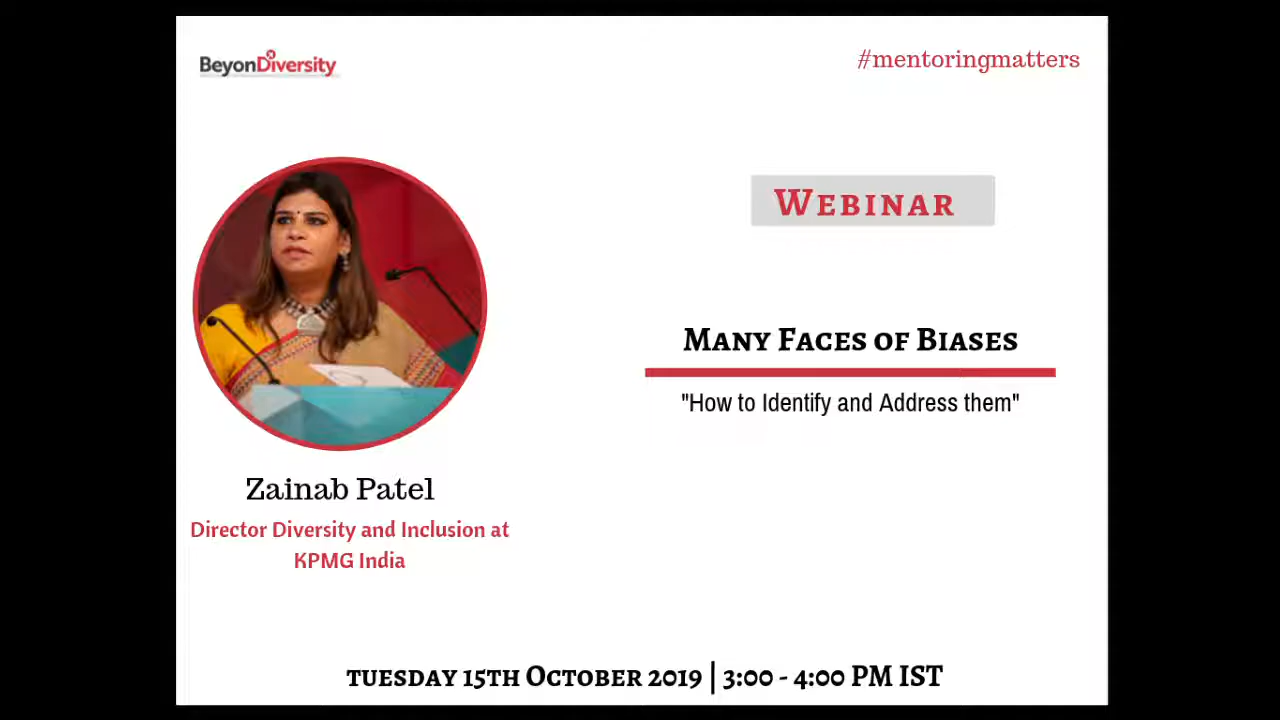 BeyonDiversity
#mentoringmatters
Webinar
Many Faces of Biases
"How to Identify and Address them"
Zainab Patel
Director Diversity and Inclusion at
KPMG India
tuesday 15th October 2019 | 3:00 - 4:00 PM IST